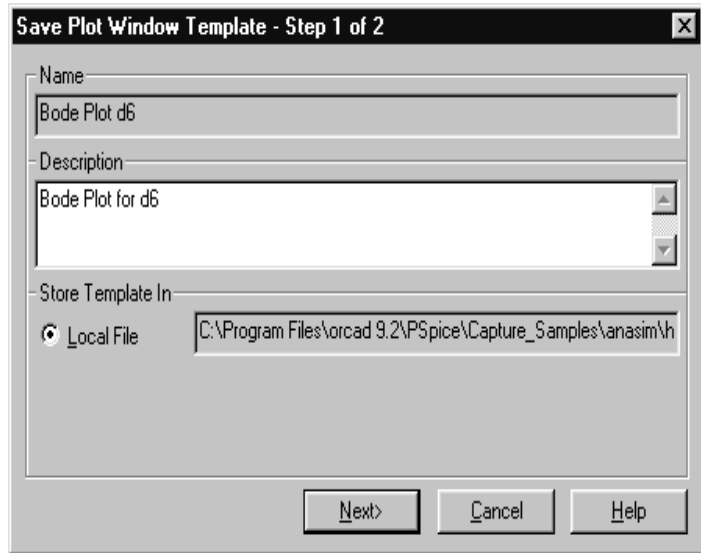 Save Plot Window Template - Step 1 of 2
Name
Bode Plot d6
Description
Bode Plot for d6
Store Template In
Local File
C:\Program Files\orcad 9.2\PSpice\Capture_Samples\anasim\h
Next>
Cancel
Help